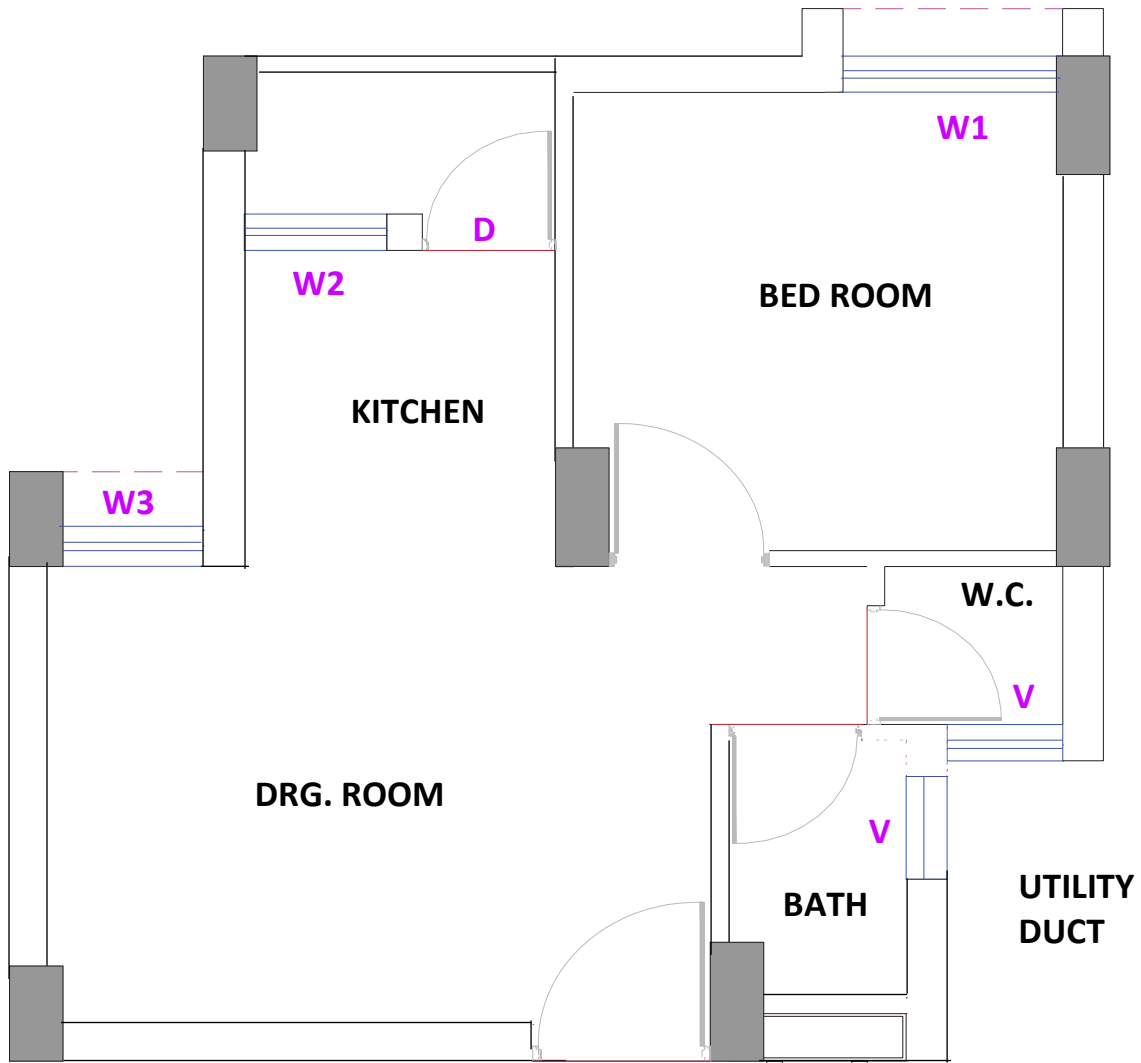 W1
D
W2
BED ROOM
KITCHEN
W3
W.C.
V
DRG. ROOM
V
BATH
UTILITY
DUCT